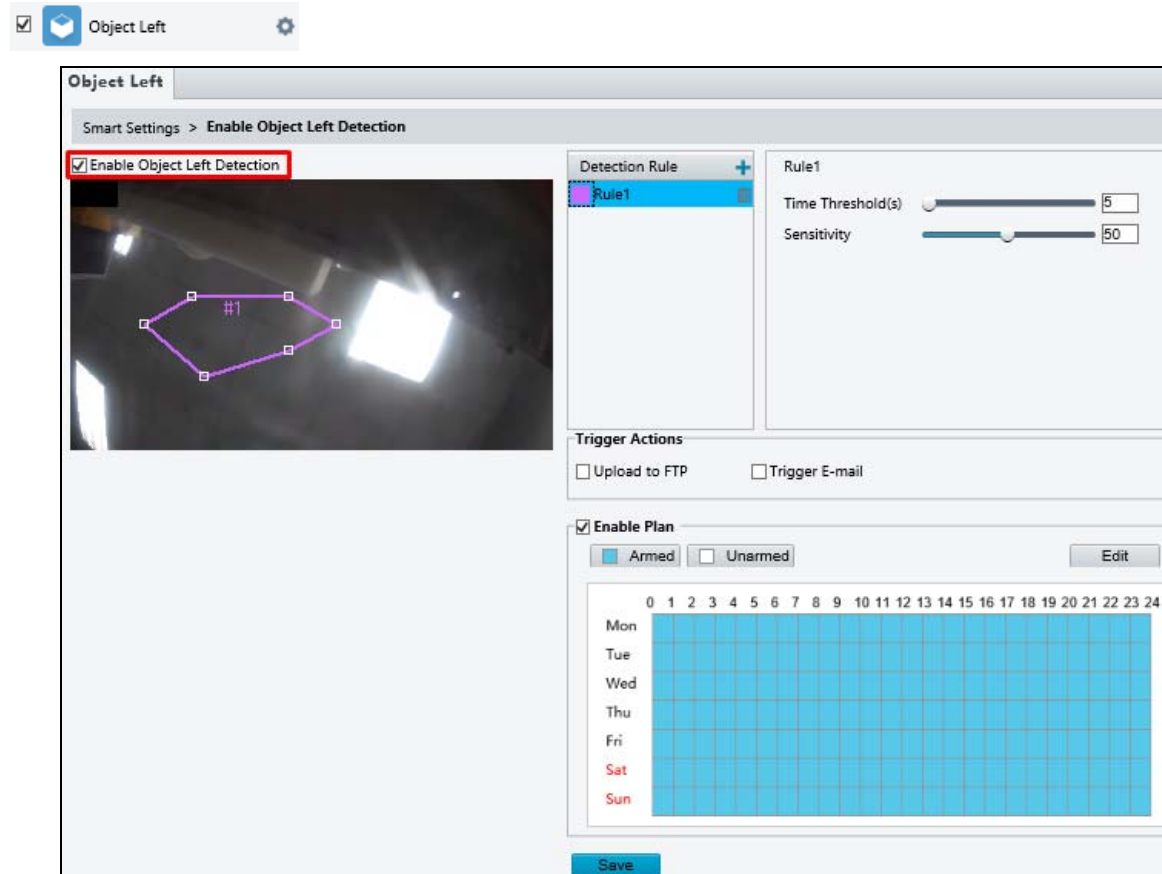 Object Left
Object Left
Smart Settings > Enable Object Left Detection
Enable Object Left Detection
#1
Detection Rule +
Rule1
Rule1
Time Threshold(s) 5
Sensitivity 50
Trigger Actions
Upload to FTP Trigger E-mail
Enable Plan
Armed Unarmed Edit
0 1 2 3 4 5 6 7 8 9 10 11 12 13 14 15 16 17 18 19 20 21 22 23 24
Mon
Tue
Wed
Thu
Fri
Sat
Sun
Save